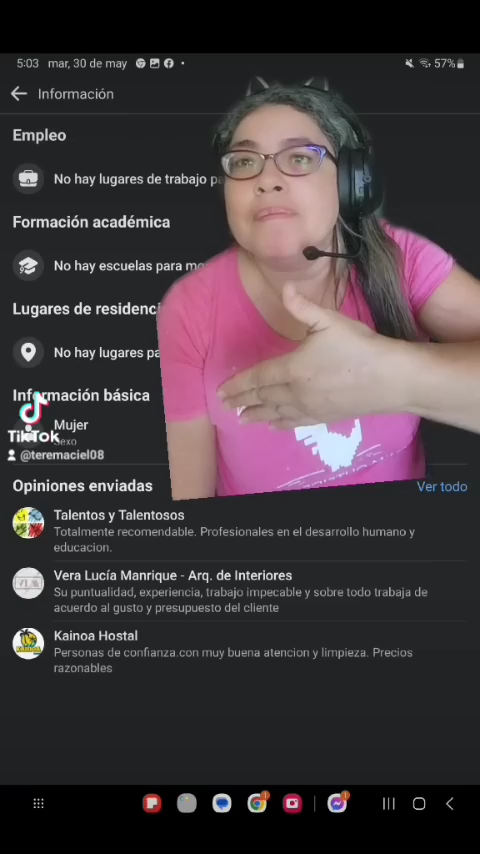 5:03 mar, 30 de may
57%
Información
Empleo
No hay lugares de trabajo pa
Formación académica
No hay escuelas para mo
Lugares de residenci
No hay lugares pa
Información básica
Mujer
Sexo
TikTok
@teremaciel08
Opiniones enviadas
Ver todo
Talentos y Talentosos
Totalmente recomendable. Profesionales en el desarrollo humano y
educacion.
Vera Lucía Manrique - Arq. de Interiores
Su puntualidad, experiencia, trabajo impecable y sobre todo trabaja de
acuerdo al gusto y presupuesto del cliente
Kainoa Hostal
Personas de confianza.con muy buena atencion y limpieza. Precios
razonables